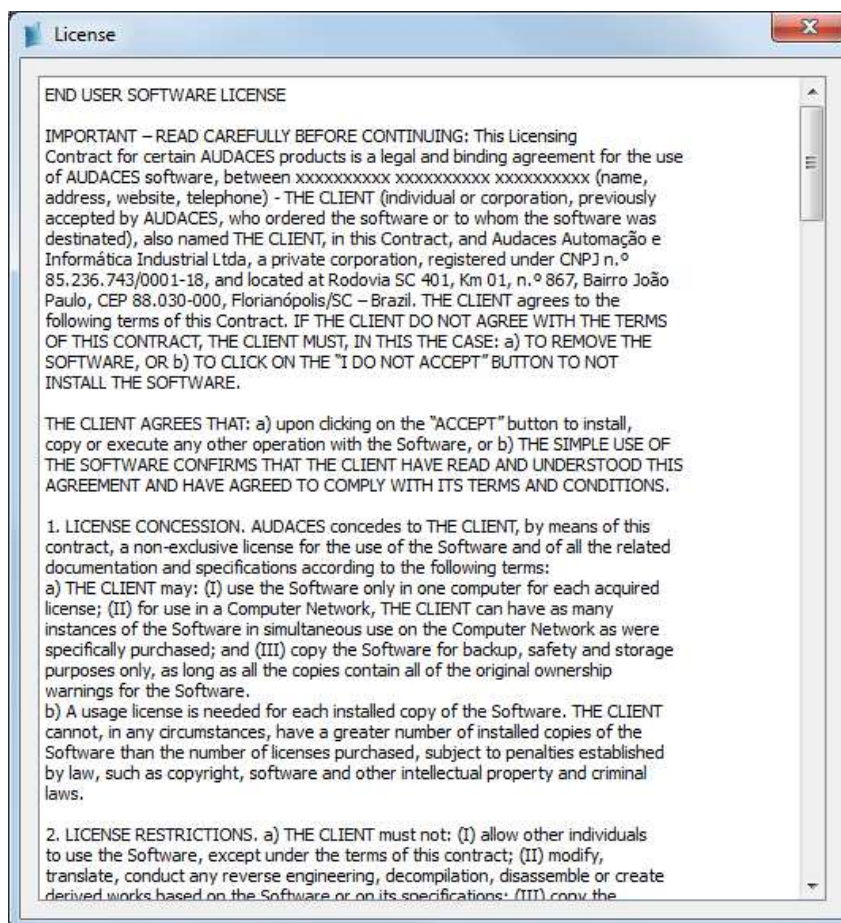 License
END USER SOFTWARE LICENSE
IMPORTANT – READ CAREFULLY BEFORE CONTINUING: This Licensing
Contract for certain AUDACES products is a legal and binding agreement for the use
of AUDACES software, between xxxxxxxxxx xxxxxxxxxx xxxxxxxxxx (name,
address, website, telephone) - THE CLIENT (individual or corporation, previously
accepted by AUDACES, who ordered the software or to whom the software was
destinated), also named THE CLIENT, in this Contract, and Audaces Automação e
Informática Industrial Ltda, a private corporation, registered under CNPJ n.º
85.236.743/0001-18, and located at Rodovia SC 401, Km 01, n.º 867, Bairro João
Paulo, CEP 88.030-000, Florianópolis/SC – Brazil. THE CLIENT agrees to the
following terms of this Contract. IF THE CLIENT DO NOT AGREE WITH THE TERMS
OF THIS CONTRACT, THE CLIENT MUST, IN THIS THE CASE: a) TO REMOVE THE
SOFTWARE, OR b) TO CLICK ON THE "I DO NOT ACCEPT" BUTTON TO NOT
INSTALL THE SOFTWARE.
THE CLIENT AGREES THAT: a) upon clicking on the "ACCEPT" button to install,
copy or execute any other operation with the Software, or b) THE SIMPLE USE OF
THE SOFTWARE CONFIRMS THAT THE CLIENT HAVE READ AND UNDERSTOOD THIS
AGREEMENT AND HAVE AGREED TO COMPLY WITH ITS TERMS AND CONDITIONS.
1. LICENSE CONCESSION. AUDACES concedes to THE CLIENT, by means of this
contract, a non-exclusive license for the use of the Software and of all the related
documentation and specifications according to the following terms:
a) THE CLIENT may: (I) use the Software only in one computer for each acquired
license; (II) for use in a Computer Network, THE CLIENT can have as many
instances of the Software in simultaneous use on the Computer Network as were
specifically purchased; and (III) copy the Software for backup, safety and storage
purposes only, as long as all the copies contain all of the original ownership
warnings for the Software.
b) A usage license is needed for each installed copy of the Software. THE CLIENT
cannot, in any circumstances, have a greater number of installed copies of the
Software than the number of licenses purchased, subject to penalties established
by law, such as copyright, software and other intellectual property and criminal
laws.
2. LICENSE RESTRICTIONS. a) THE CLIENT must not: (I) allow other individuals
to use the Software, except under the terms of this contract; (II) modify,
translate, conduct any reverse engineering, decompilation, disassemble or create
derived works based on the Software or on its specifications; (III) copy the